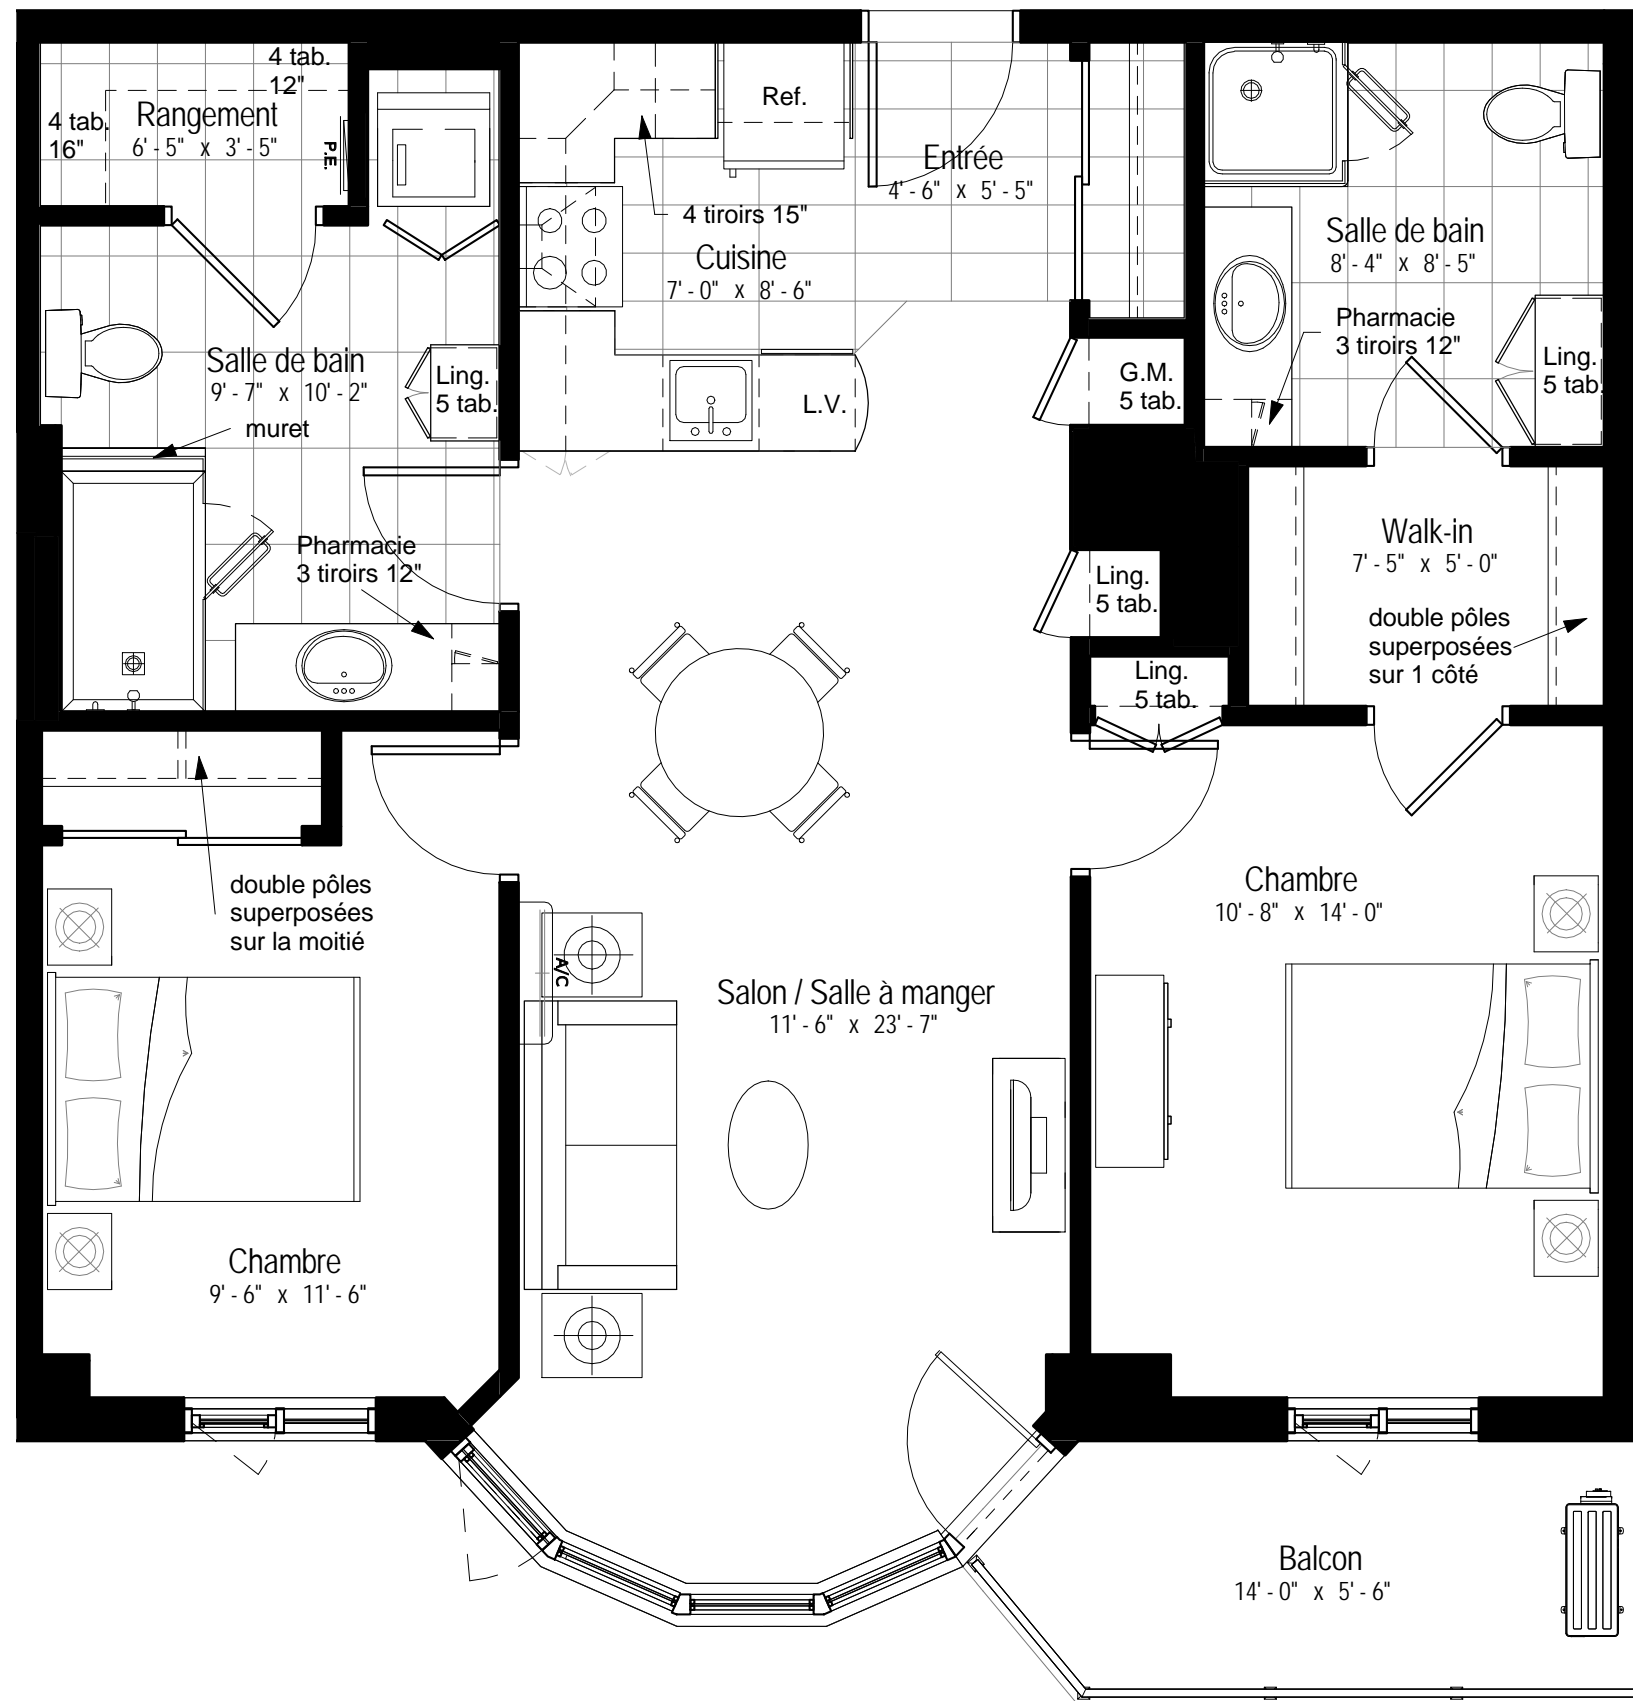 4 tab.
12"
4 tab.
16"
Rangement
6' - 5" x 3' - 5"
P.E.
Ref.
Entrée
4' - 6" x 5' - 5"
4 tiroirs 15"
Cuisine
7' - 0" x 8' - 6"
Salle de bain
8' - 4" x 8' - 5"
Pharmacie
3 tiroirs 12"
Ling.
5 tab.
Salle de bain
9' - 7" x 10' - 2"
Ling.
5 tab.
muret
L.V.
G.M.
5 tab.
Pharmacie
3 tiroirs 12"
Ling.
5 tab.
Walk-in
7' - 5" x 5' - 0"
double pôles
superposées
sur 1 côté
Ling.
5 tab.
double pôles
superposées
sur la moitié
Chambre
10' - 8" x 14' - 0"
A/C
Salon / Salle à manger
11' - 6" x 23' - 7"
Chambre
9' - 6" x 11' - 6"
Balcon
14' - 0" x 5' - 6"